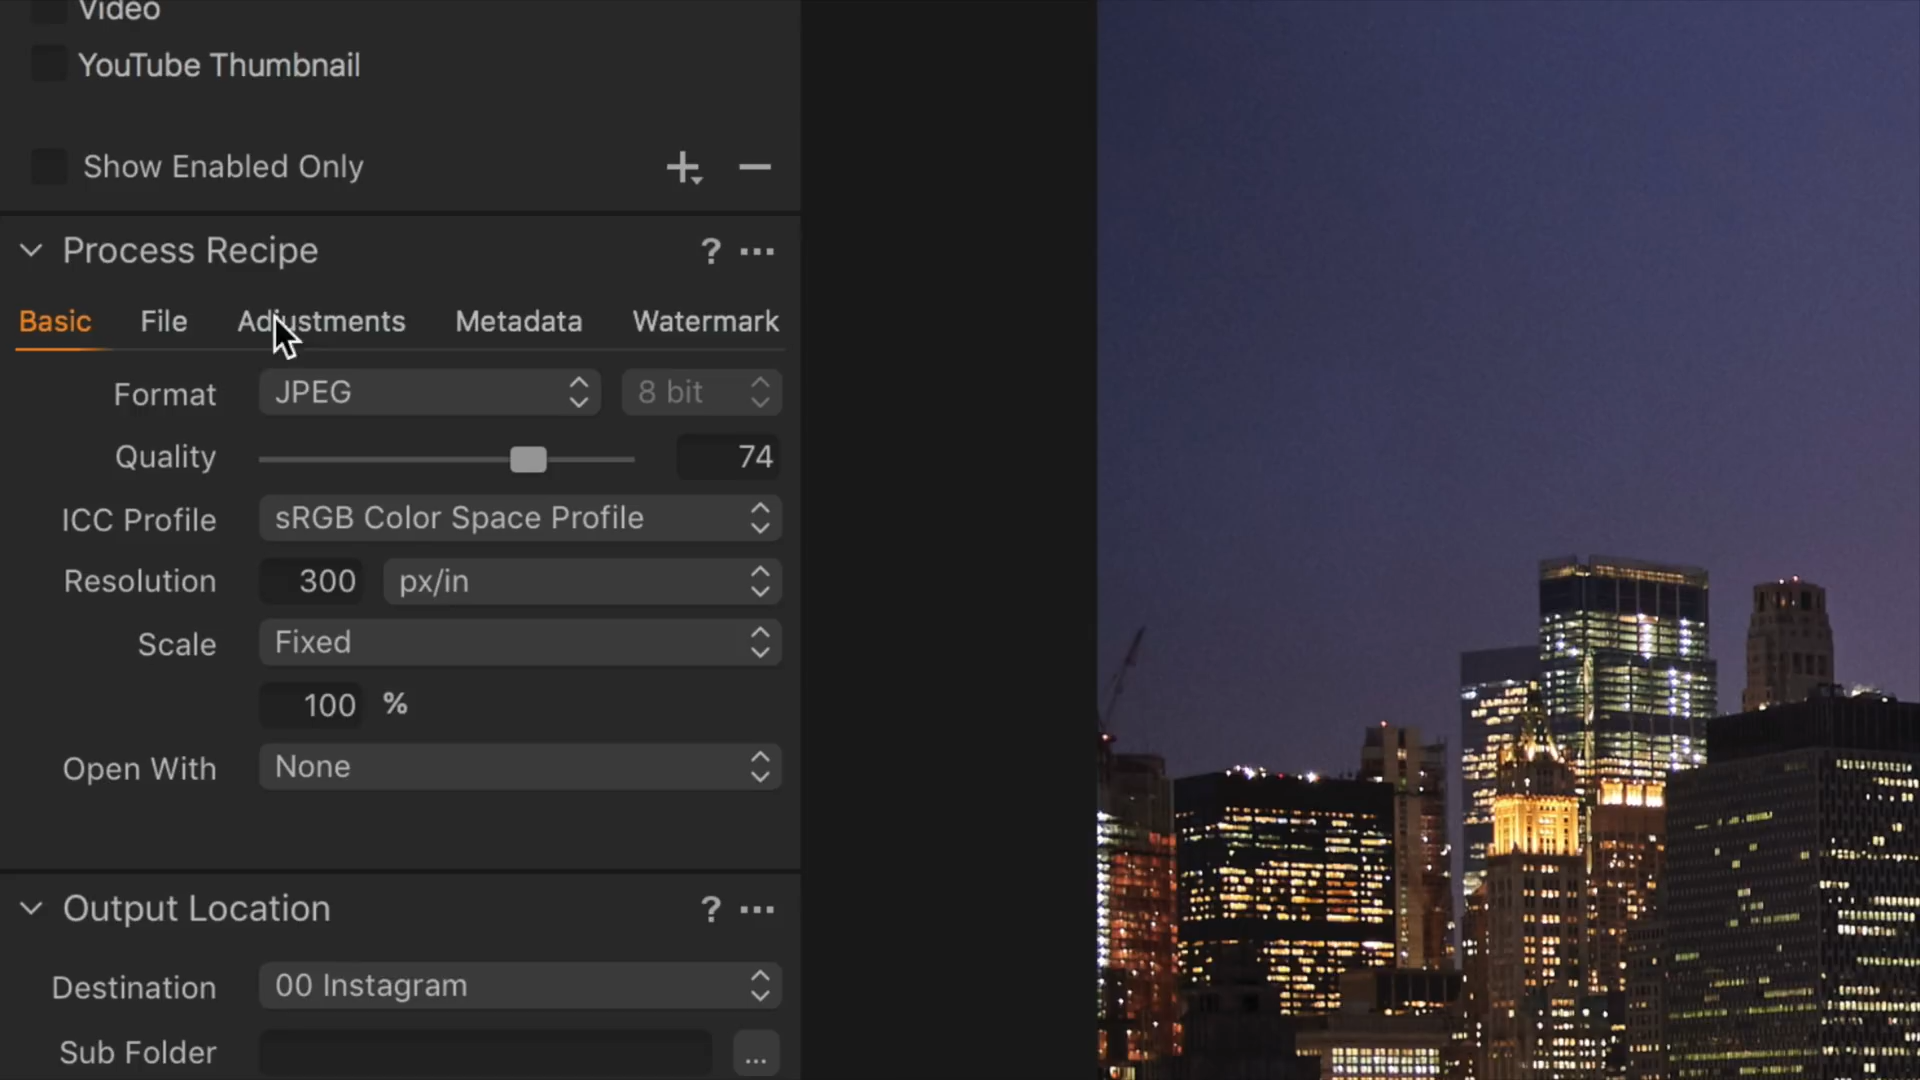 Video
YouTube Thumbnail
Show Enabled Only
Process Recipe ? ...
Basic File Adjustments Metadata Watermark
Format JPEG 8 bit
Quality 74
ICC Profile sRGB Color Space Profile
Resolution 300 px/in
Scale Fixed
100 %
Open With None
Output Location ? ...
Destination 00 Instagram
Sub Folder ...